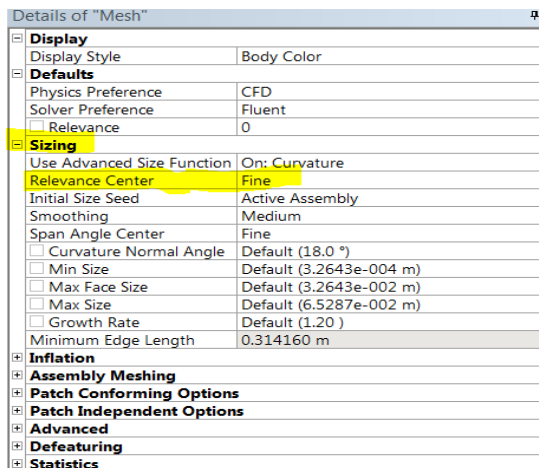 Details of "Mesh"
Display
Display Style Body Color
Defaults
Physics Preference CFD
Solver Preference Fluent
Relevance 0
Sizing
Use Advanced Size Function On: Curvature
Relevance Center Fine
Initial Size Seed Active Assembly
Smoothing Medium
Span Angle Center Fine
Curvature Normal Angle Default (18.0 °)
Min Size Default (3.2643e-004 m)
Max Face Size Default (3.2643e-002 m)
Max Size Default (6.5287e-002 m)
Growth Rate Default (1.20 )
Minimum Edge Length 0.314160 m
Inflation
Assembly Meshing
Patch Conforming Options
Patch Independent Options
Advanced
Defeaturing
Statistics